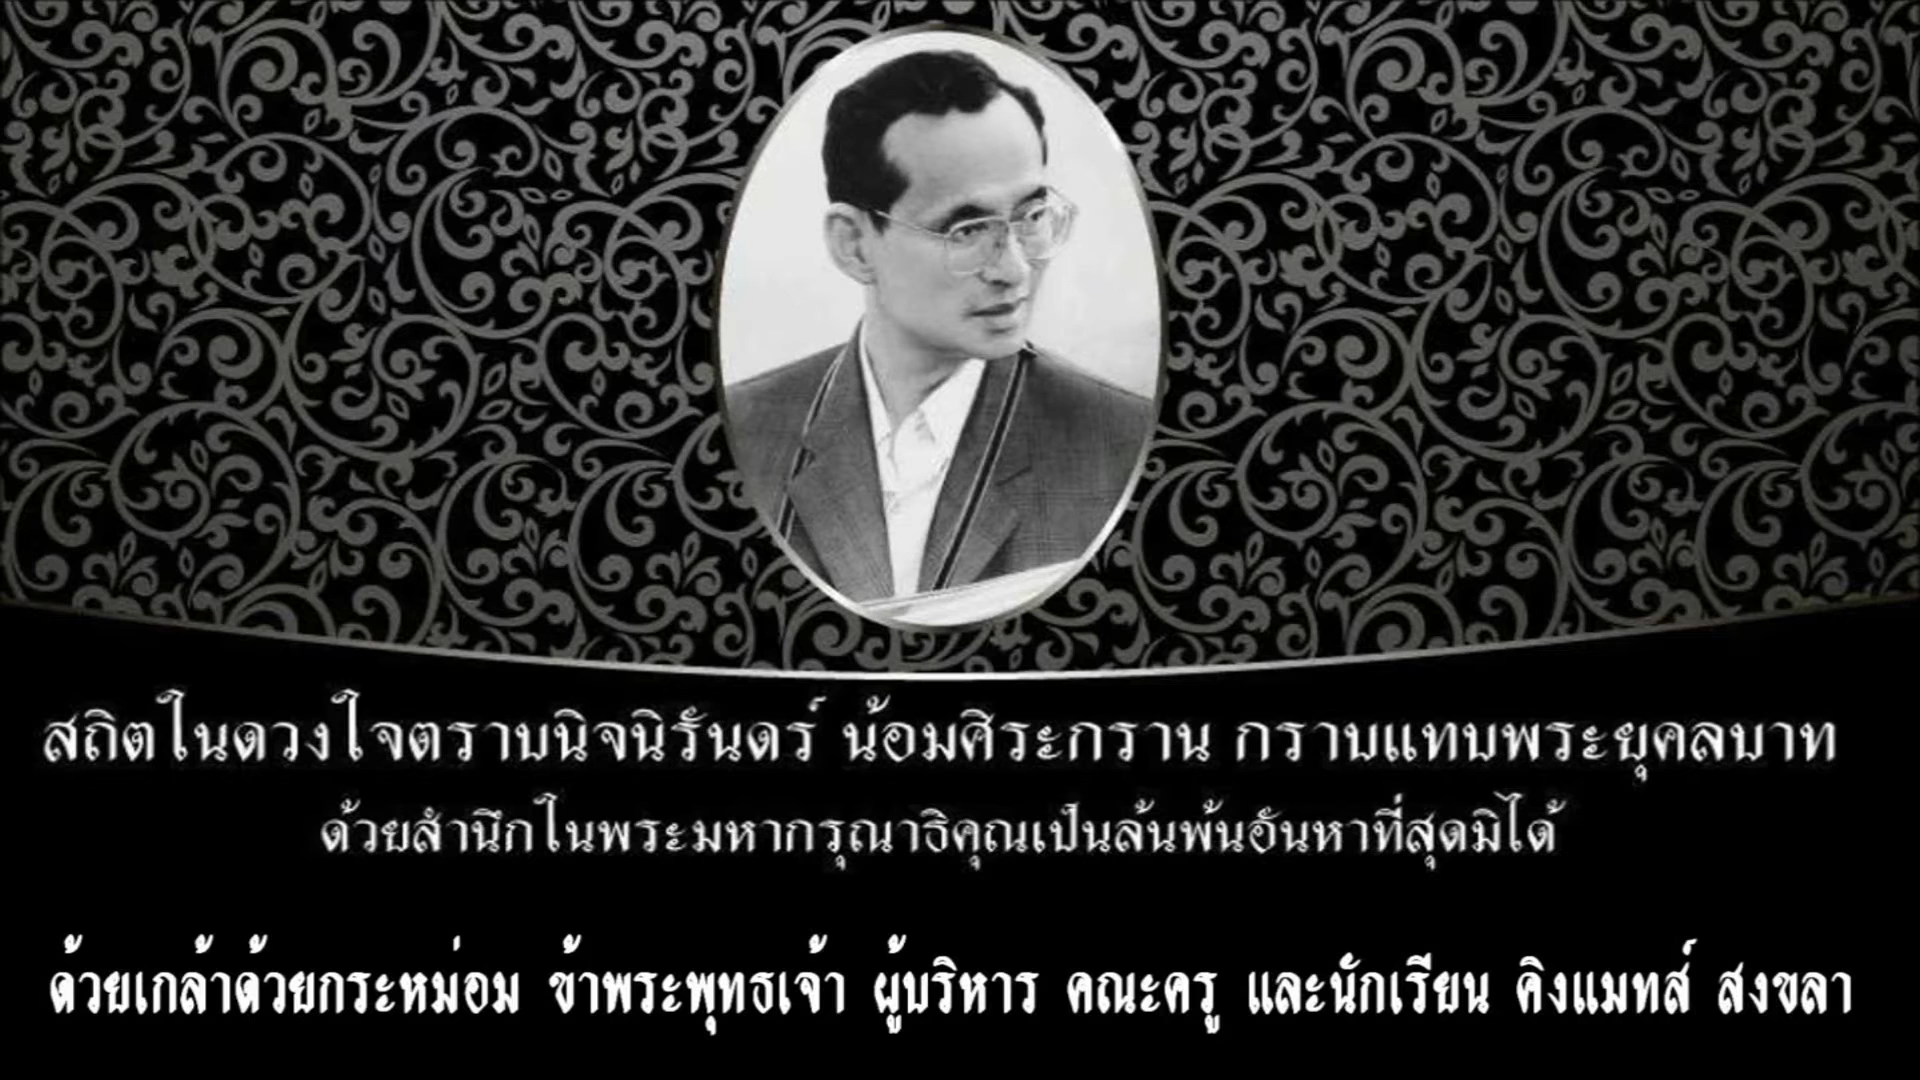 สถิตในดวงใจตราบนิจนิรันดร์ น้อมศิระกราน กราบแทบพระยุคลบาท
ด้วยสำนึกในพระมหากรุณาธิคุณเป็นล้นพ้นอันหาที่สุดมิได้
ด้วยเกล้าด้วยกระหม่อม ข้าพระพุทธเจ้า ผู้บริหาร คณะครู และนักเรียน คิงแมทส์ สงขลา